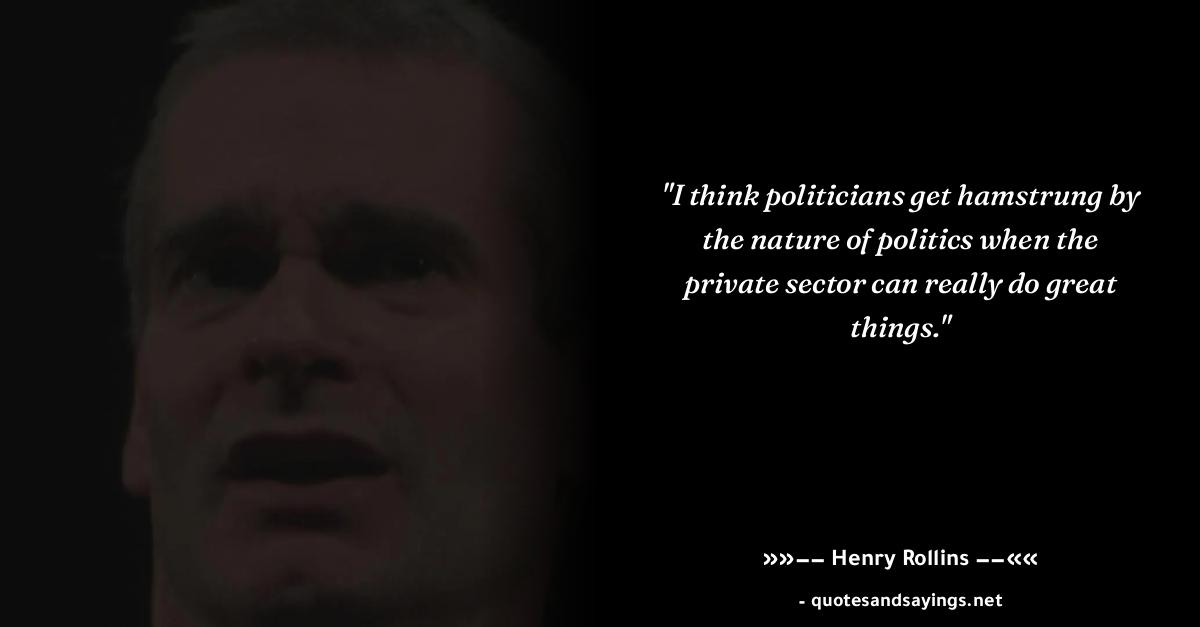 "I think politicians get hamstrung by
the nature of politics when the
private sector can really do great
things."
»»−− Henry Rollins −−««
- quotesandsayings.net